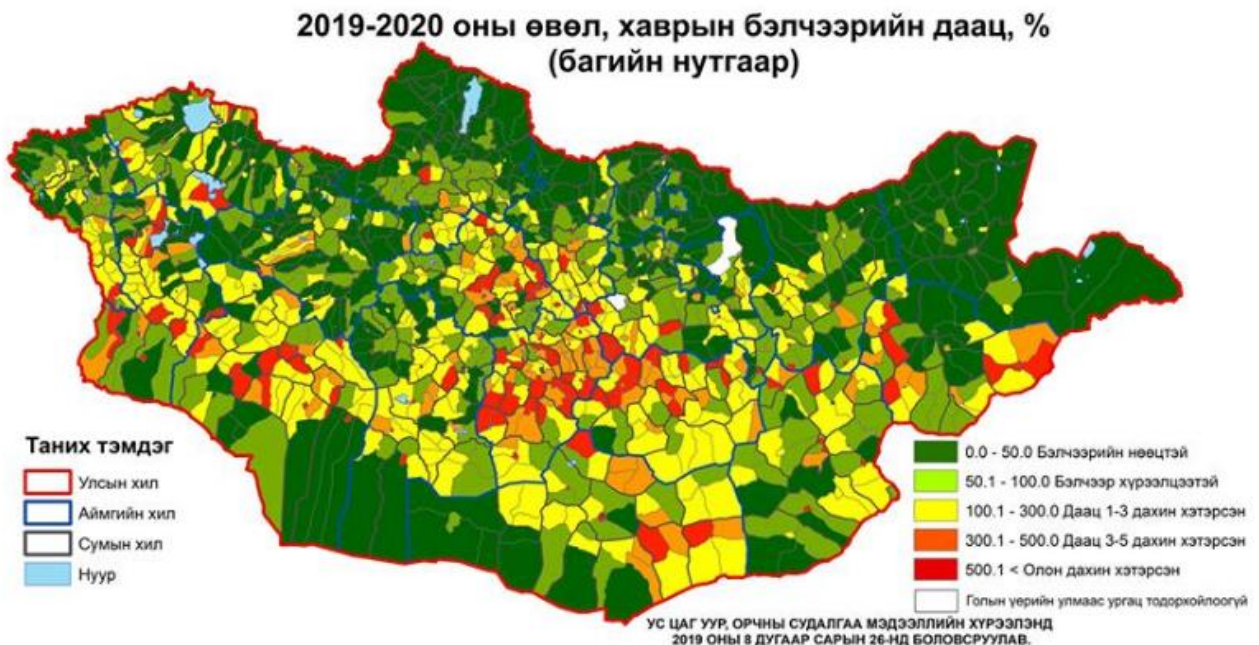 2019-2020 оны өвөл, хаврын бэлчээрийн даац, %
(багийн нутгаар)
Таних тэмдэг
Улсын хил
Аймгийн хил
Сумын хил
Нуур
0.0 - 50.0 Бэлчээрийн нөөцтэй
50.1 - 100.0 Бэлчээр хүрээлцээтэй
100.1 - 300.0 Даац 1-3 дахин хэтэрсэн
300.1 - 500.0 Даац 3-5 дахин хэтэрсэн
500.1 < Олон дахин хэтэрсэн
Голын үерийн улмаас ургац тодорхойлоогүй
УС ЦАГ УУР, ОРЧНЫ СУДАЛГАА МЭДЭЭЛЛИЙН ХҮРЭЭЛЭНД
2019 ОНЫ 8 ДУГААР САРЫН 26-НД БОЛОВСРУУЛАВ.